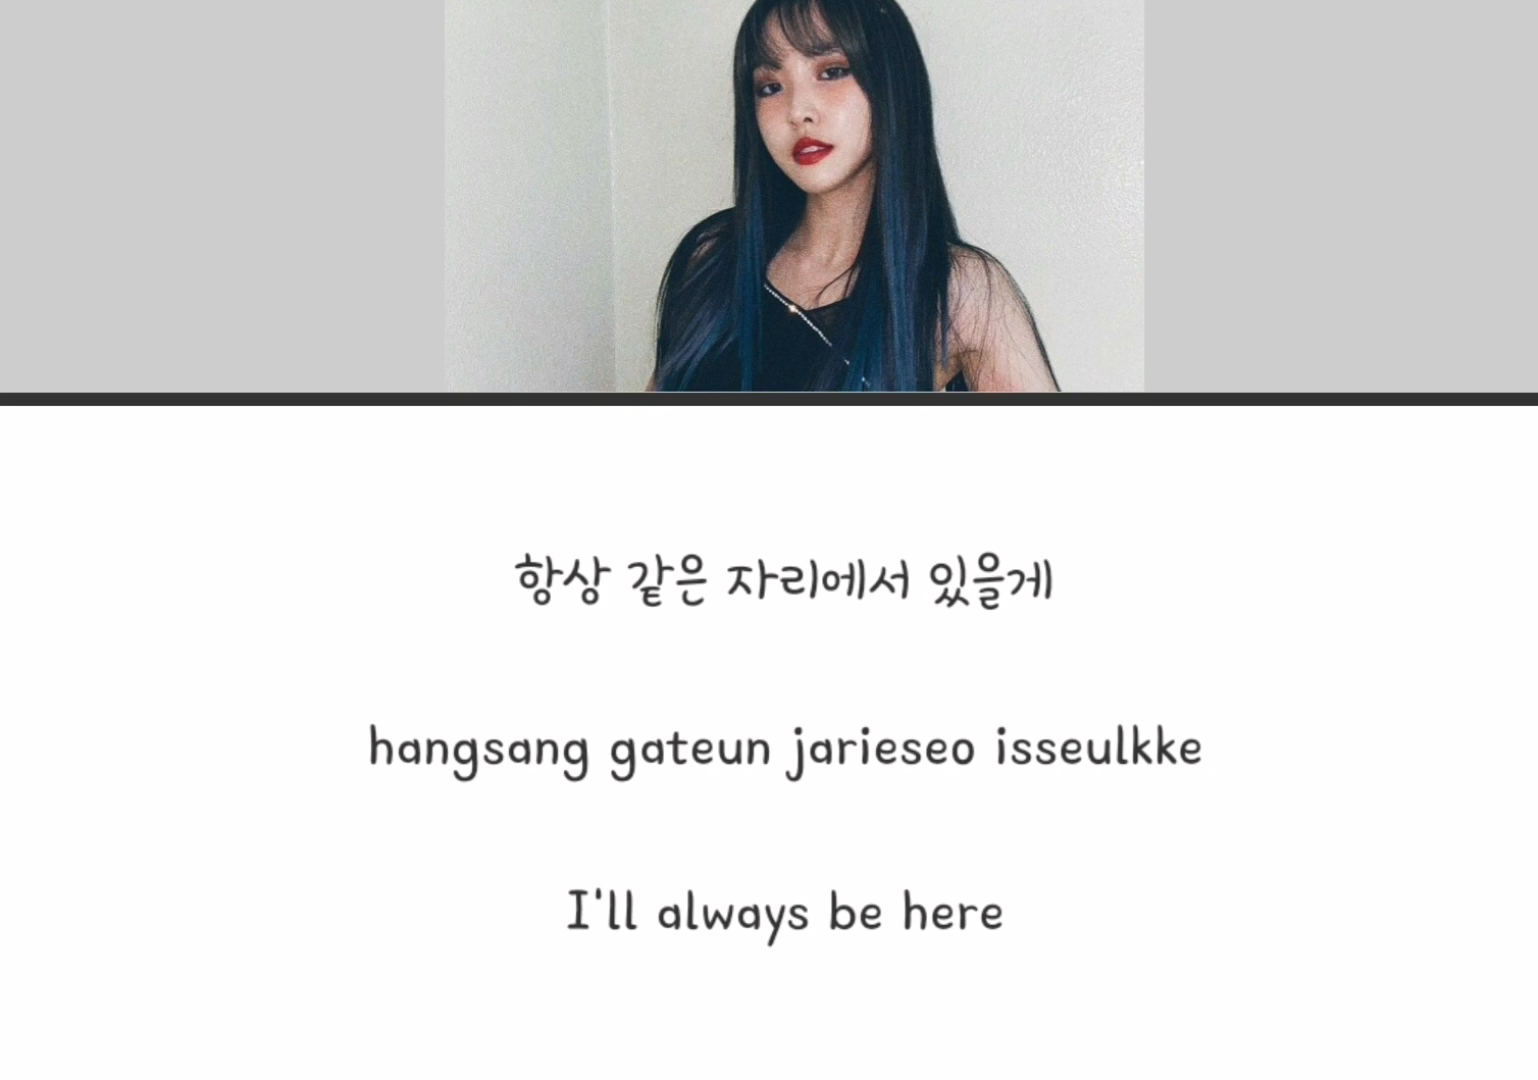 항상 같은 자리에서 있을게
hangsang gateun jarieseo isseulkke
I'll always be here